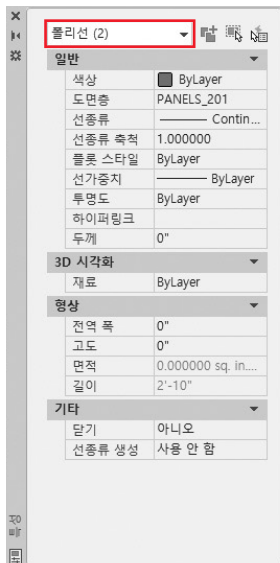 폴리선 (2)
일반
색상 ByLayer
도면층 PANELS_201
선종류 Contin...
선종류 축척 1.000000
플롯 스타일 ByLayer
선가중치 ByLayer
투명도 ByLayer
하이퍼링크
두께 0"
3D 시각화
재료 ByLayer
형상
전역 폭 0"
고도 0"
면적 0.000000 sq. in....
길이 2'-10"
기타
닫기 아니오
선종류 생성 사용 안 함